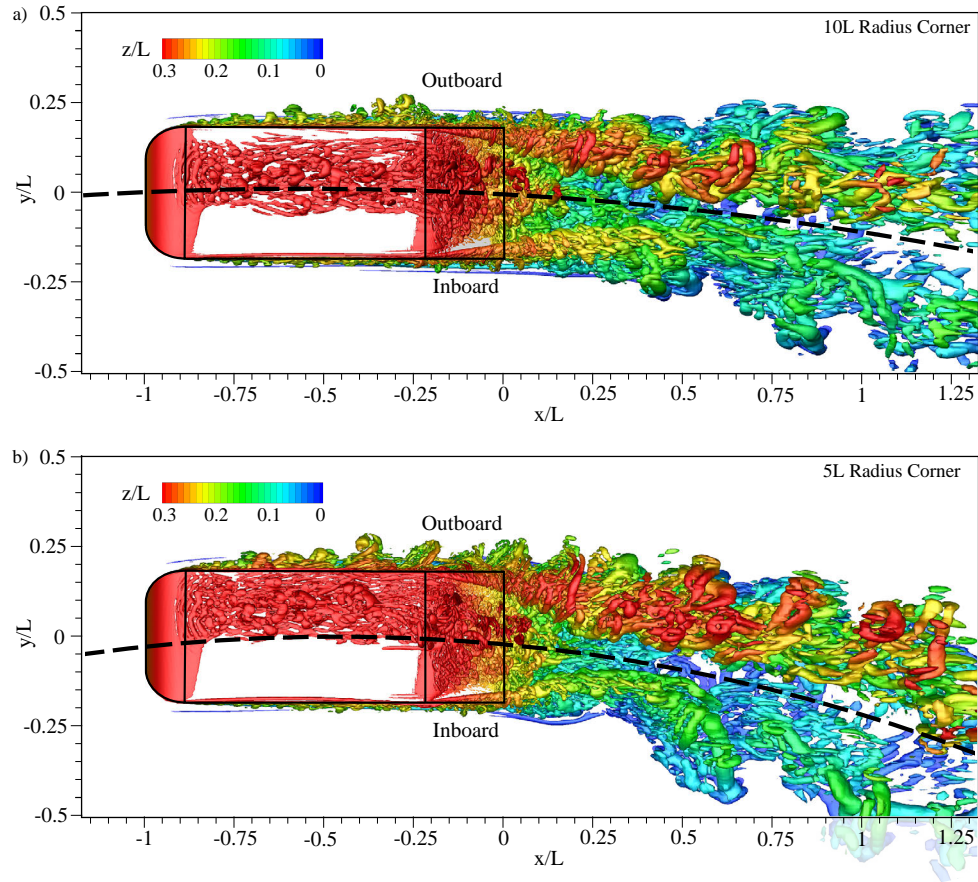 a)
10L Radius Corner
z/L
0.3 0.2 0.1 0
Outboard
Inboard
y/L
0.5
0.25
0
-0.25
-0.5
-1 -0.75 -0.5 -0.25 0 0.25 0.5 0.75 1 1.25
x/L
b)
5L Radius Corner
z/L
0.3 0.2 0.1 0
Outboard
Inboard
y/L
0.5
0.25
0
-0.25
-0.5
-1 -0.75 -0.5 -0.25 0 0.25 0.5 0.75 1 1.25
x/L